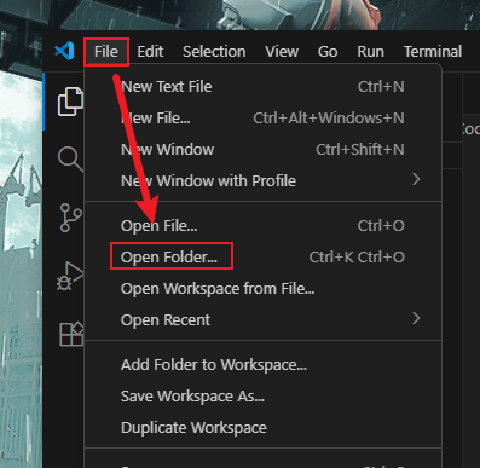 File Edit Selection View Go Run Terminal
New Text File Ctrl+N
New File... Ctrl+Alt+Windows+N
New Window Ctrl+Shift+N
New Window with Profile
Open File... Ctrl+O
Open Folder... Ctrl+K Ctrl+O
Open Workspace from File...
Open Recent
Add Folder to Workspace...
Save Workspace As...
Duplicate Workspace